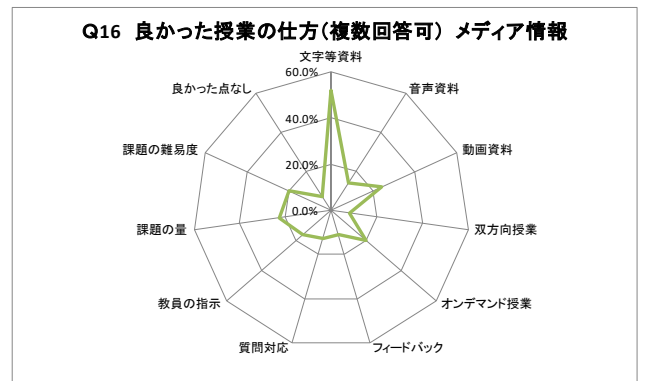 Q16 良かった授業の仕方(複数回答可) メディア情報
文字等資料
60.0%
良かった点なし
音声資料
40.0%
課題の難易度
動画資料
20.0%
0.0%
課題の量
双方向授業
教員の指示
オンデマンド授業
質問対応
フィードバック